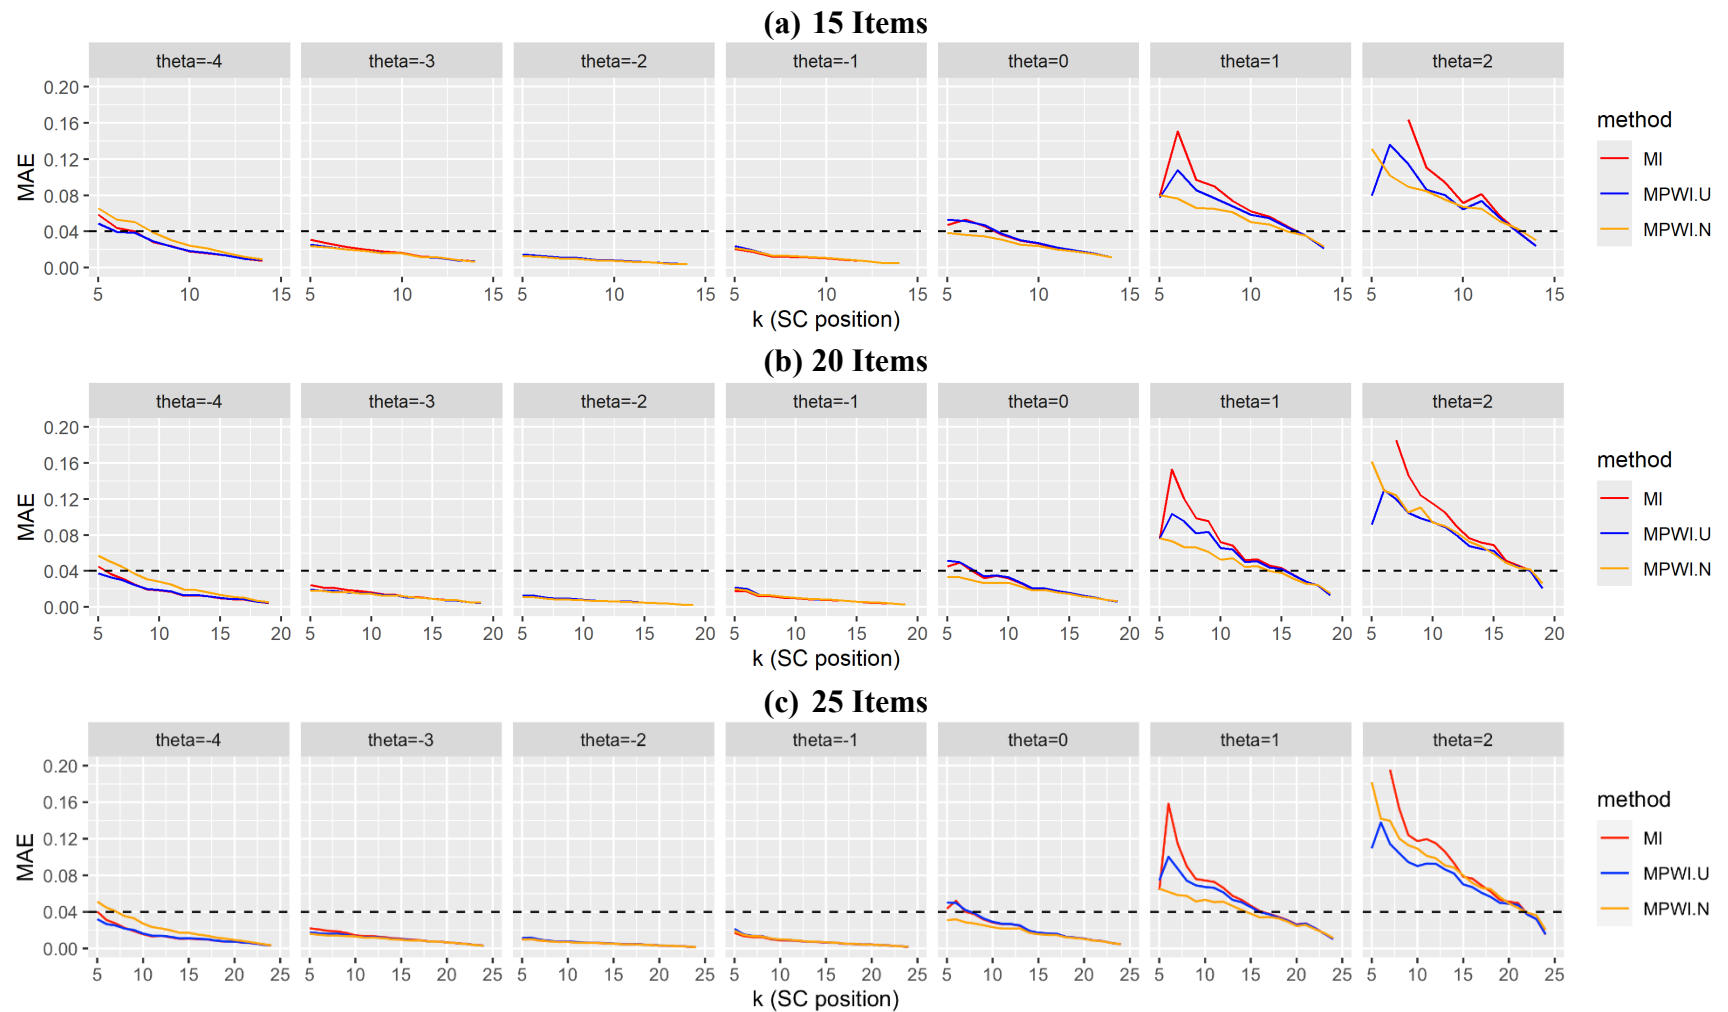 (a) 15 Items
theta=-4 theta=-3 theta=-2 theta=-1 theta=0 theta=1 theta=2
MAE
0.20
0.16
0.12
0.08
0.04
0.00
5 10 15 5 10 15 5 10 15 5 10 15 5 10 15 5 10 15 5 10 15
k (SC position)
method
MI
MPWI.U
MPWI.N
(b) 20 Items
theta=-4 theta=-3 theta=-2 theta=-1 theta=0 theta=1 theta=2
MAE
0.20
0.16
0.12
0.08
0.04
0.00
5 10 15 20 5 10 15 20 5 10 15 20 5 10 15 20 5 10 15 20 5 10 15 20 5 10 15 20
k (SC position)
method
MI
MPWI.U
MPWI.N
(c) 25 Items
theta=-4 theta=-3 theta=-2 theta=-1 theta=0 theta=1 theta=2
MAE
0.20
0.16
0.12
0.08
0.04
0.00
5 10 15 20 25 5 10 15 20 25 5 10 15 20 25 5 10 15 20 25 5 10 15 20 25 5 10 15 20 25 5 10 15 20 25
k (SC position)
method
MI
MPWI.U
MPWI.N